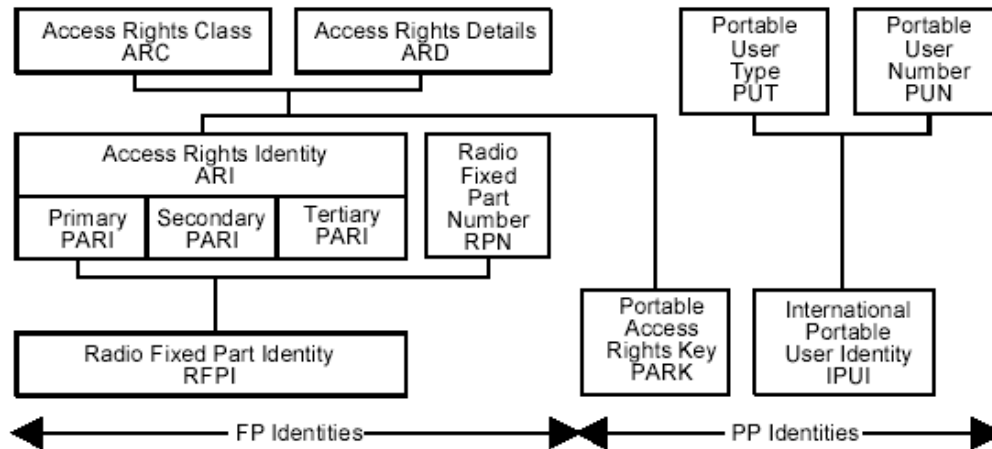 Access Rights Class
ARC
Access Rights Details
ARD
Portable
User
Type
PUT
Portable
User
Number
PUN
Access Rights Identity
ARI
Primary
PARI
Secondary
PARI
Tertiary
PARI
Radio
Fixed
Part
Number
RPN
Portable
Access
Rights Key
PARK
International
Portable
User Identity
IPUI
Radio Fixed Part Identity
RFPI
FP Identities
PP Identities